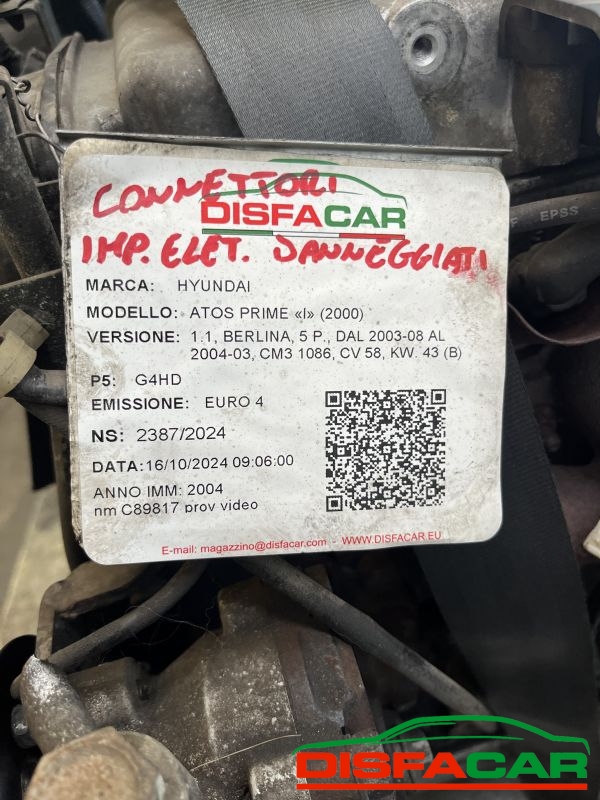 CONNETTORI
DISFACAR
IMP. ELET. DANNEGGIATI
MARCA: HYUNDAI
MODELLO: ATOS PRIME «I» (2000)
VERSIONE: 1.1, BERLINA, 5 P., DAL 2003-08 AL
2004-03, CM3 1086, CV 58, KW. 43 (B)
P5: G4HD
EMISSIONE: EURO 4
NS: 2387/2024
DATA:16/10/2024 09:06:00
ANNO IMM: 2004
nm C89817 prov video
E-mail: magazzino@disfacar.com - WWW.DISFACAR.EU
EPSS
DISFACAR